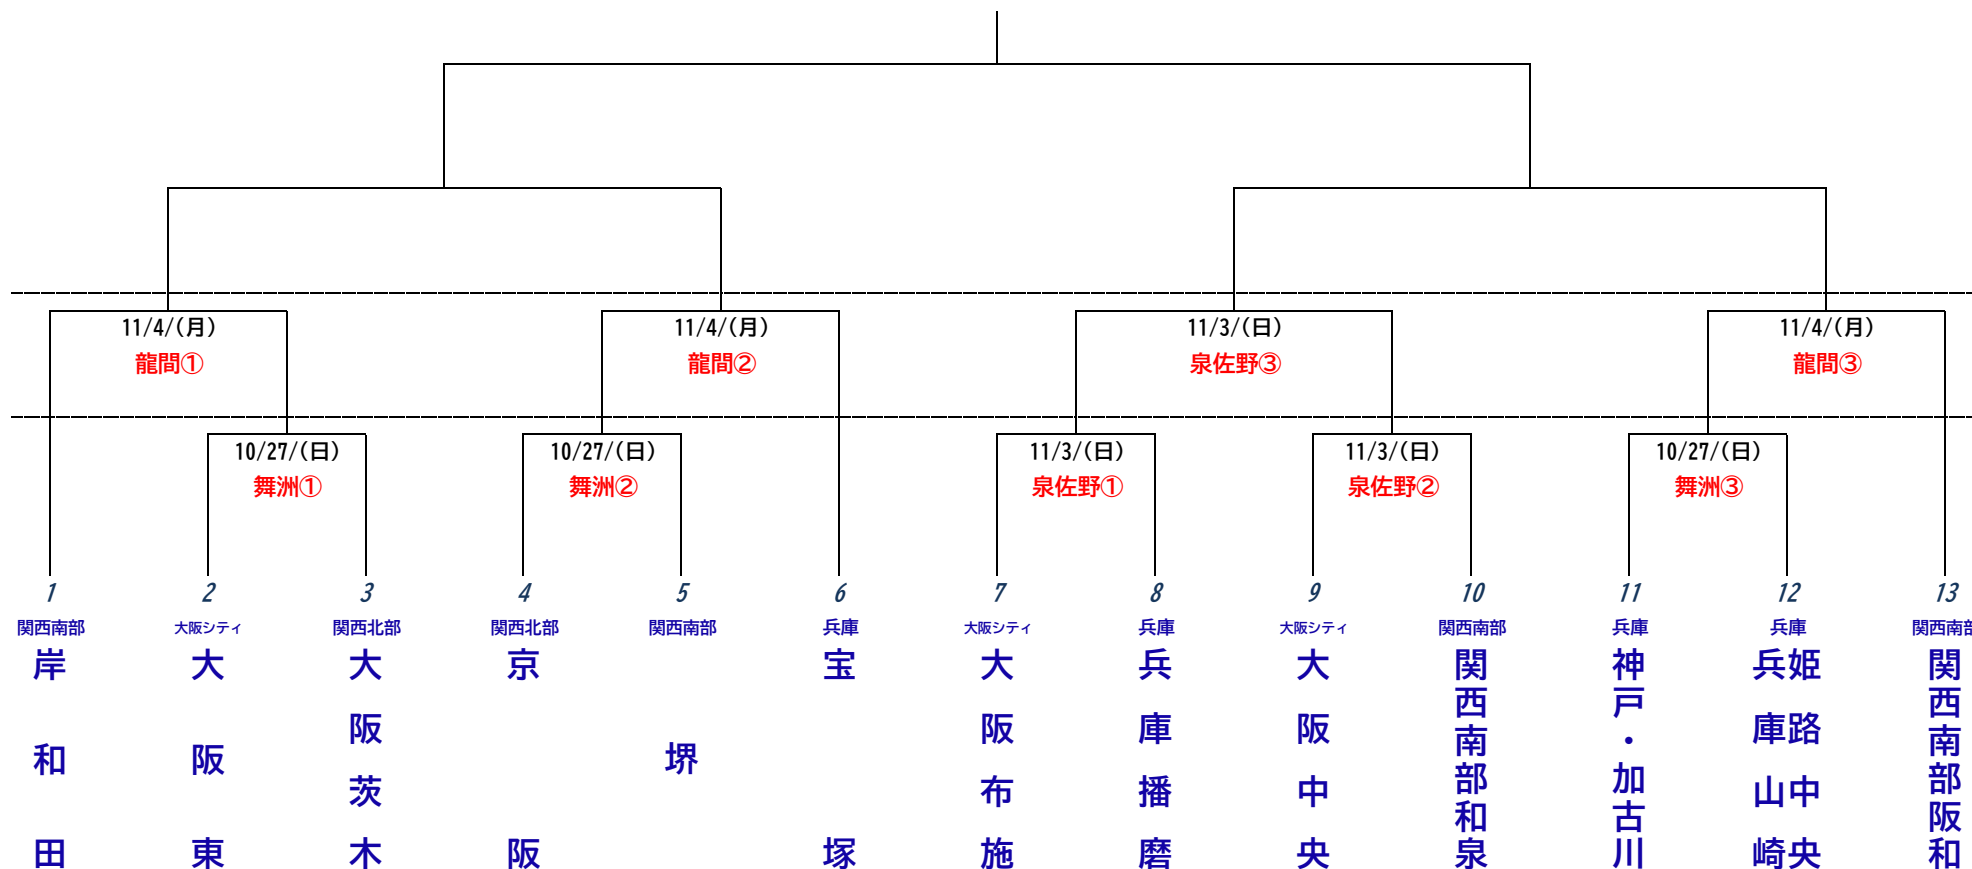 11/4/(月)
龍間①
11/4/(月)
龍間②
11/3/(日)
泉佐野③
11/4/(月)
龍間③
10/27/(日)
舞洲①
10/27/(日)
舞洲②
11/3/(日)
泉佐野①
11/3/(日)
泉佐野②
10/27/(日)
舞洲③
1
関西南部
岸和田
2
大阪シティ
大阪東
3
関西北部
大阪茨木
4
関西北部
京阪
5
関西南部
堺
6
兵庫
宝塚
7
大阪シティ
大阪布施
8
兵庫
兵庫播磨
9
大阪シティ
大阪中央
10
関西南部
関西南部和泉
11
兵庫
神戸・加古川
12
兵庫
姫路中央
兵庫山崎
13
関西南部
関西南部阪和